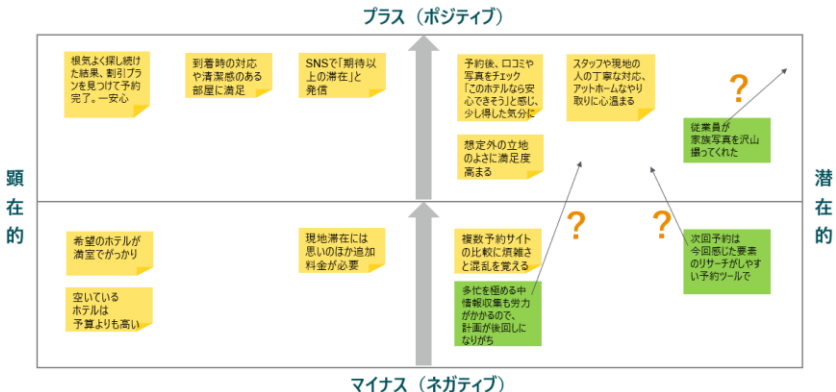 プラス（ポジティブ）
根気よく探し続け
た結果、割引プラ
ンを見つけて予約
完了。一安心
到着時の対応
や清潔感のある
部屋に満足
SNSで「期待以
上の滞在」と
発信
予約後、口コミや
写真をチェック
「このホテルなら安
心できそう」と感じ、
少し得した気分に
スタッフや現地の
人の丁寧な対応、
アットホームなやり
取りに心温まる
?
従業員が
家族写真を沢山
撮ってくれた
想定外の立地
のよさに満足度
高まる
顕在的
潜在的
希望のホテルが
満室でがっかり
現地滞在には
思いのほか追加
料金が必要
複数予約サイト
の比較に煩雑さ
と混乱を覚える
?
?
次回予約は
今回感じた要素
のリサーチがしやす
い予約ツールで
空いている
ホテルは
予算よりも高い
多忙を極める中
情報収集も労力
がかかるので、
計画が後回しに
なりがち
マイナス（ネガティブ）